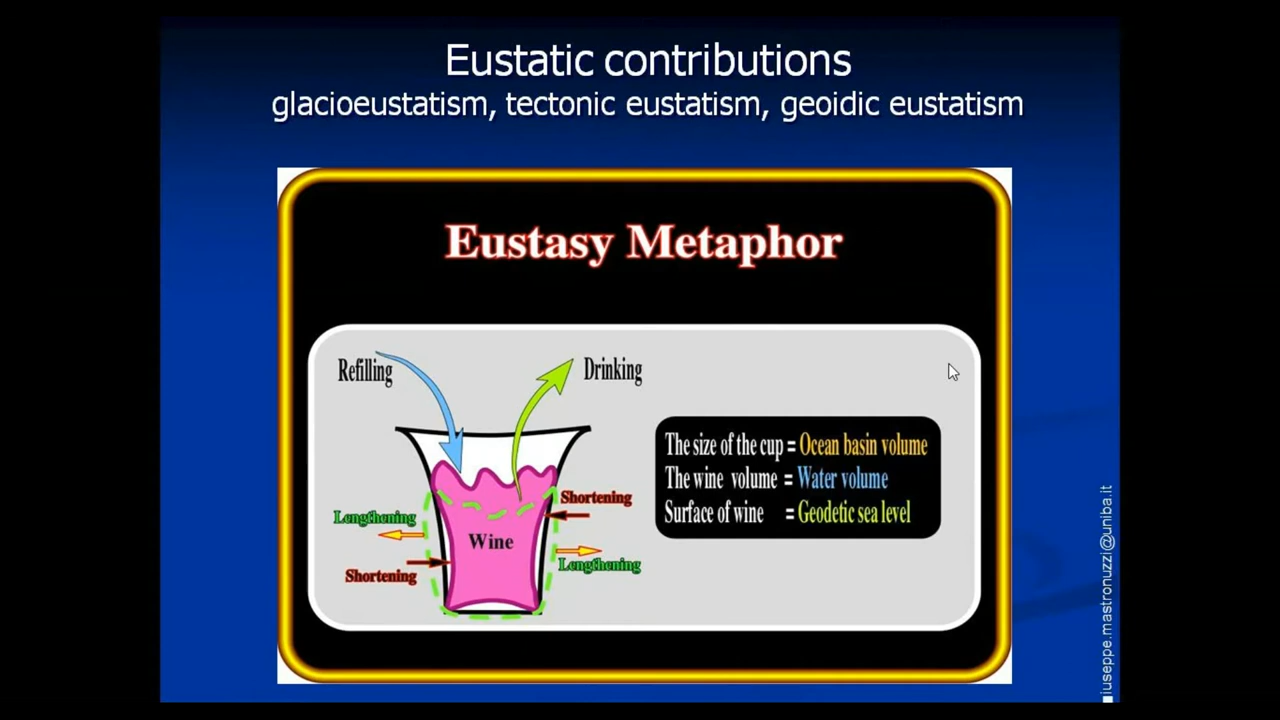 Eustatic contributions
glacioeustatism, tectonic eustatism, geoidic eustatism
Eustasy Metaphor
Refilling
Drinking
The size of the cup = Ocean basin volume
The wine volume = Water volume
Surface of wine = Geodetic sea level
Shortening
Lengthening
Wine
Lengthening
Shortening
iuseppe.mastronuzzi@uniba.it